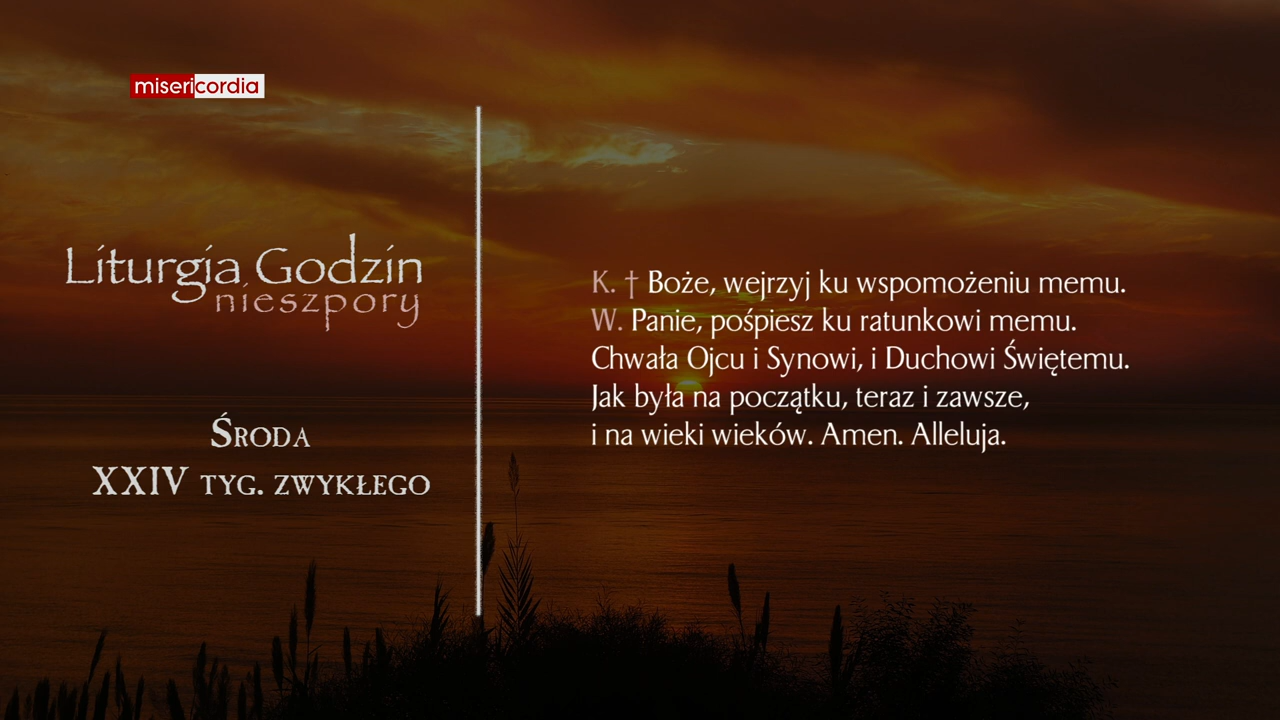 misericordia
Liturgia Godzin
nieszpory
Środa
XXIV tyg. zwykłego
K. † Boże, wejrzyj ku wspomożeniu memu.
W. Panie, pośpiesz ku ratunkowi memu.
Chwała Ojcu i Synowi, i Duchowi Świętemu.
Jak była na początku, teraz i zawsze,
i na wieki wieków. Amen. Alleluja.